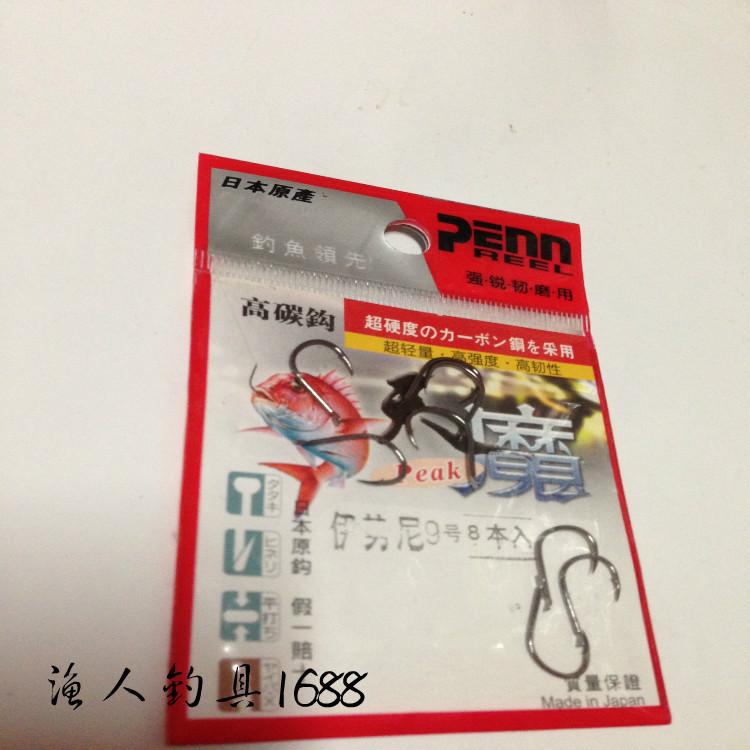 日本原產
釣魚領先
PENN
REEL
强·锐·韧·磨·用
高碳鈎
超硬度のカーボン鋼を采用
超轻量·高强度·高韧性
魔
Peak
伊势尼9号8本入
タタキ
ヒネリ
平打ち
日本原鈎
假一賠十
質量保證
Made in Japan
渔人釣具1688